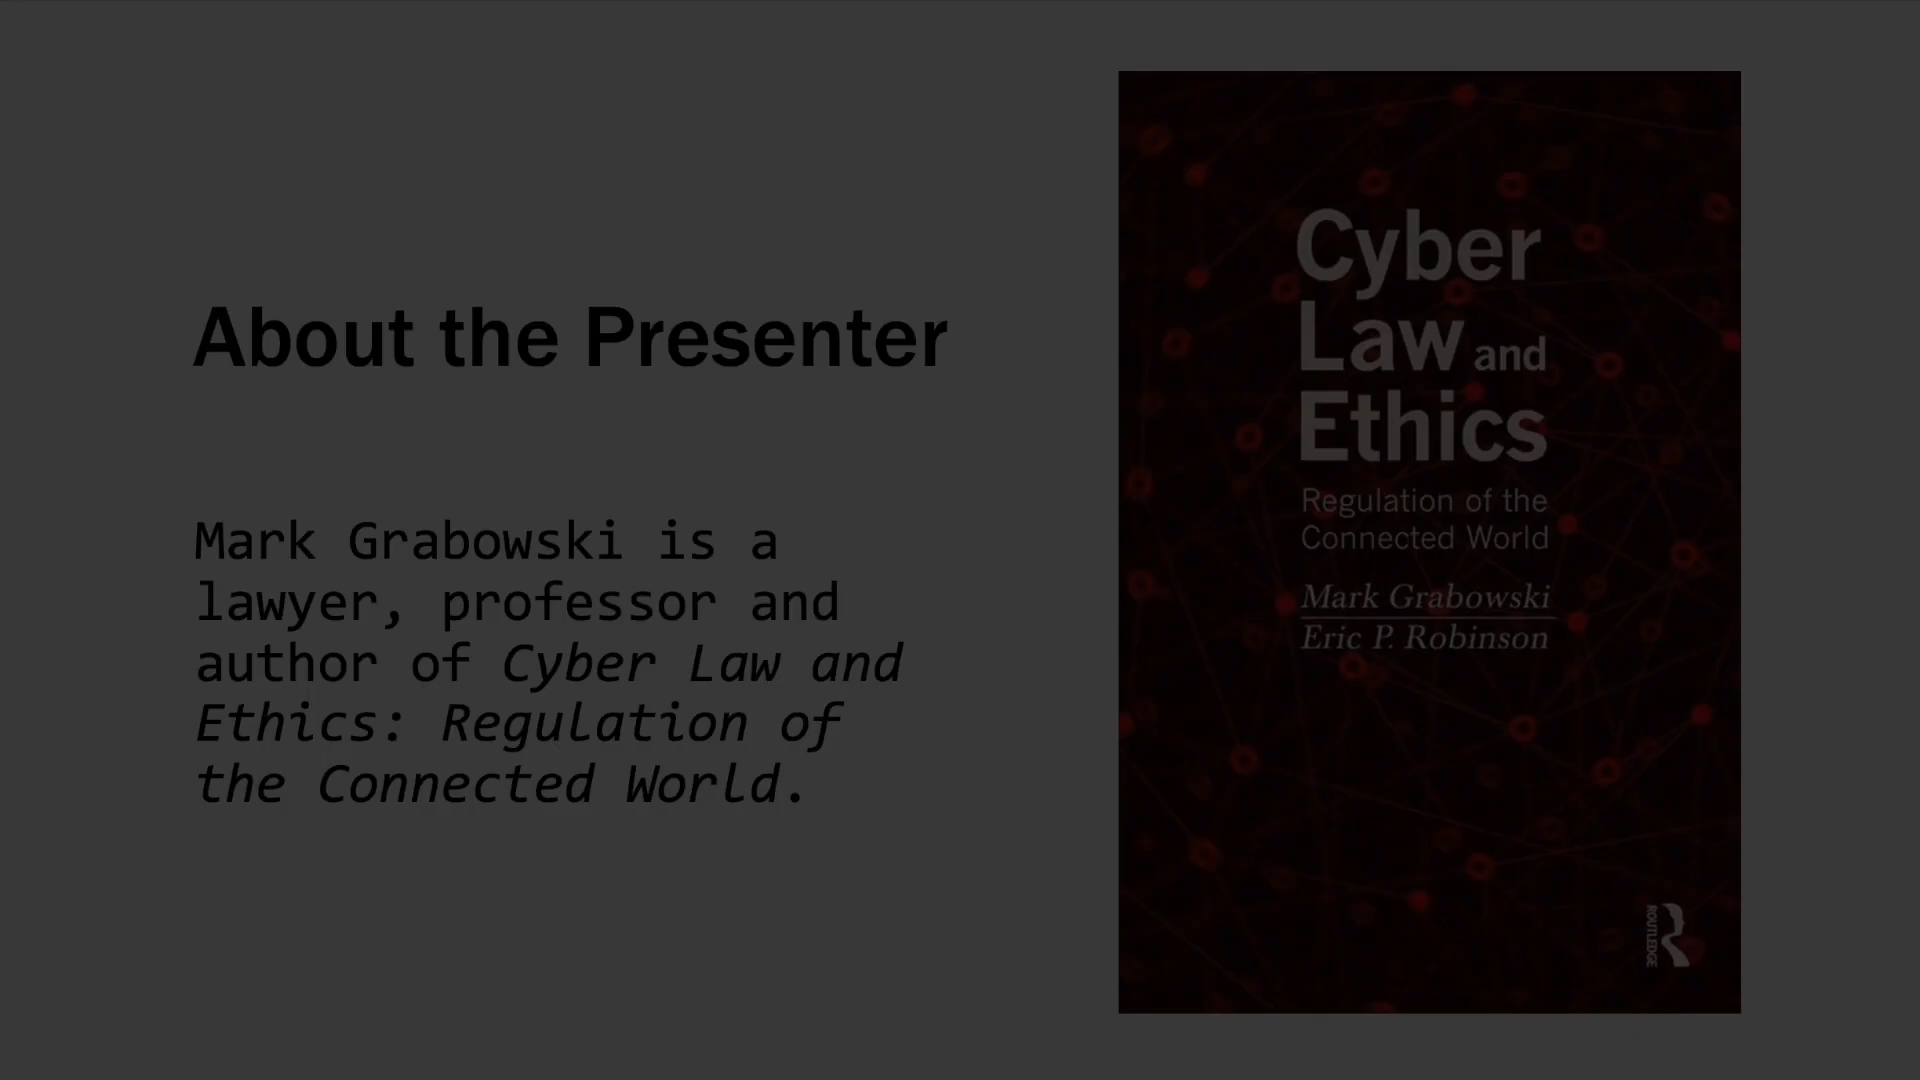 About the Presenter
Mark Grabowski is a
lawyer, professor and
author of Cyber Law and
Ethics: Regulation of
the Connected World.
Cyber
Law and
Ethics
Regulation of the
Connected World
Mark Grabowski
Eric P. Robinson
ROUTLEDGE